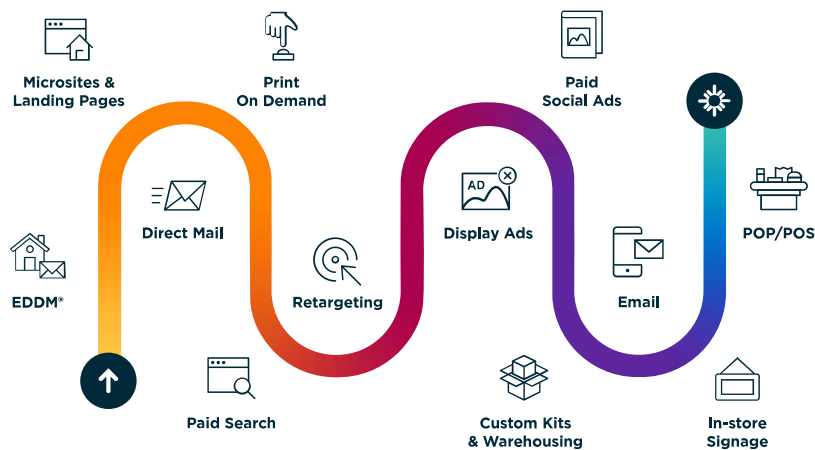 Microsites &
Landing Pages
Print
On Demand
Paid
Social Ads
Direct Mail
AD
Display Ads
POP/POS
EDDM®
Retargeting
Email
Paid Search
Custom Kits
& Warehousing
In-store
Signage